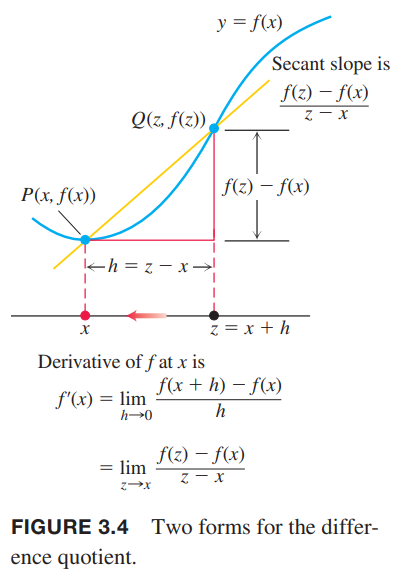 y = f(x)
Secant slope is
f(z) − f(x)
z − x
Q(z, f(z))
P(x, f(x))
f(z) − f(x)
h = z − x
x
z = x + h
Derivative of f at x is
f'(x) = lim h→0 f(x + h) − f(x) / h
= lim z→x f(z) − f(x) / z − x
FIGURE 3.4 Two forms for the differ-
ence quotient.